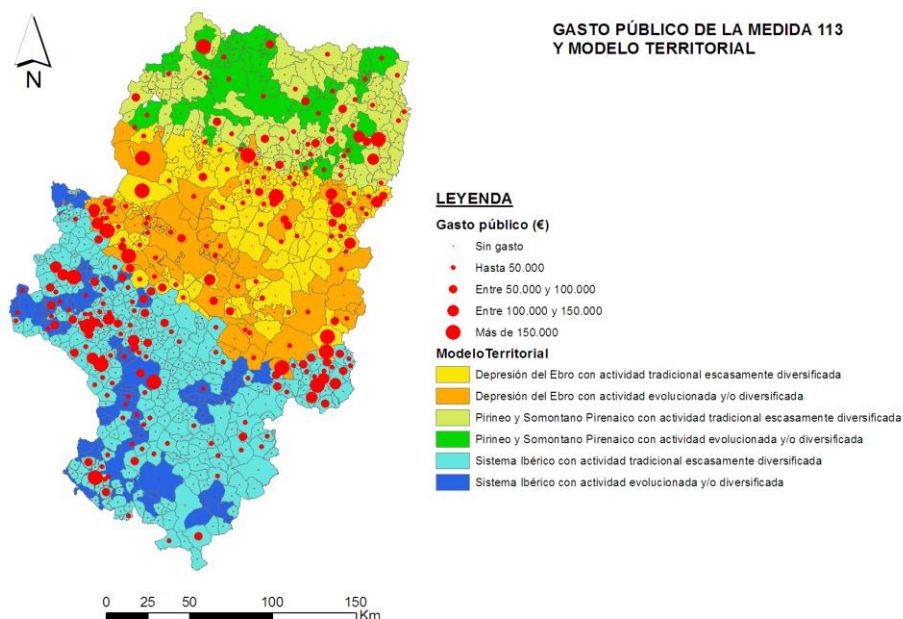 GASTO PÚBLICO DE LA MEDIDA 113
Y MODELO TERRITORIAL
N
LEYENDA
Gasto público (€)
Sin gasto
Hasta 50.000
Entre 50.000 y 100.000
Entre 100.000 y 150.000
Más de 150.000
Modelo Territorial
Depresión del Ebro con actividad tradicional escasamente diversificada
Depresión del Ebro con actividad evolucionada y/o diversificada
Pirineo y Somontano Pirenaico con actividad tradicional escasamente diversificada
Pirineo y Somontano Pirenaico con actividad evolucionada y/o diversificada
Sistema Ibérico con actividad tradicional escasamente diversificada
Sistema Ibérico con actividad evolucionada y/o diversificada
0 25 50 100 150
Km